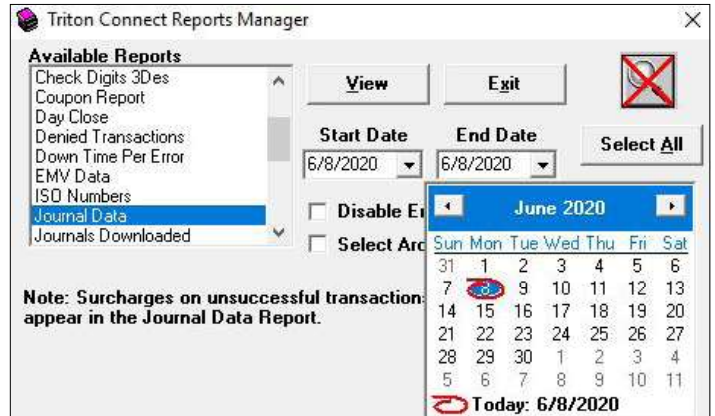 Triton Connect Reports Manager
Available Reports
Check Digits 3Des
Coupon Report
Day Close
Denied Transactions
Down Time Per Error
EMV Data
ISO Numbers
Journal Data
Journals Downloaded
View
Exit
Start Date
End Date
Select All
6/8/2020
6/8/2020
Disable
Select
Note: Surcharges on unsuccessful
appear in the Journal Data Report.
June 2020
Sun Mon Tue Wed Thu Fri Sat
31 1 2 3 4 5 6
7 8 9 10 11 12 13
14 15 16 17 18 19 20
21 22 23 24 25 26 27
28 29 30 1 2 3 4
5 6 7 8 9 10 11
Today: 6/8/2020